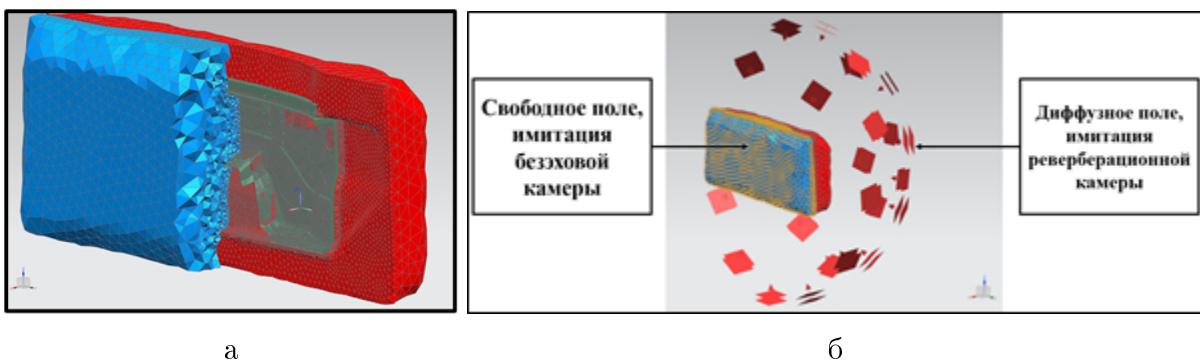 Свободное поле,
имитация
безэховой
камеры
Диффузное поле,
имитация
реверберационной
камеры
а
б